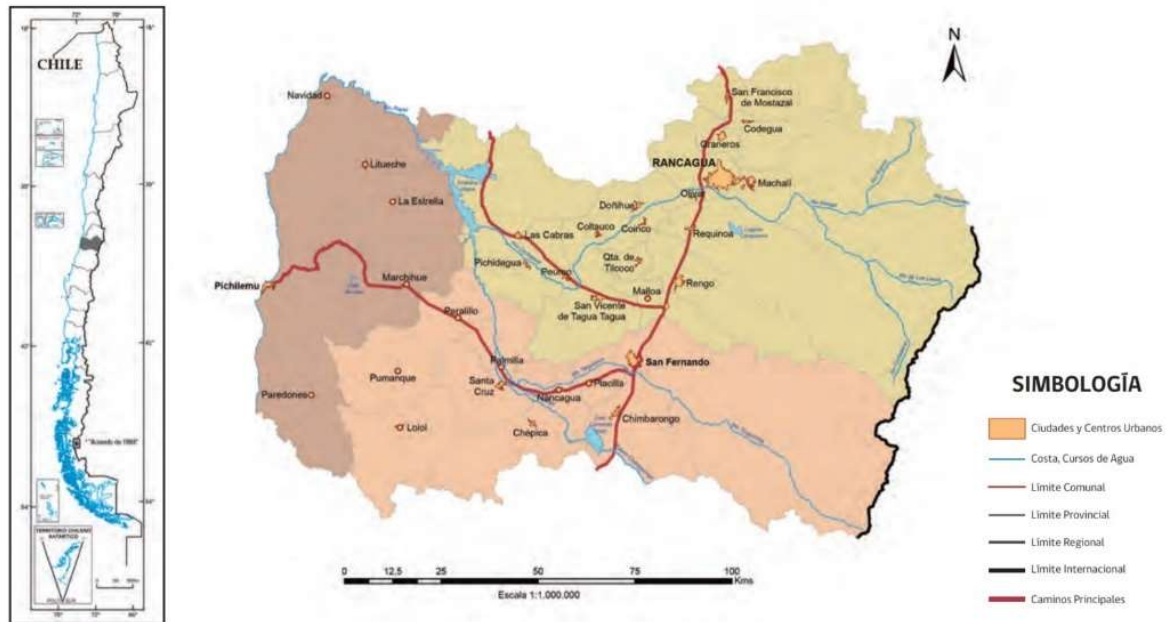 CHILE
TERRITORIO CHILENO
ANTÁRTICO
N
Navidad
San Francisco
de Mostazal
Codegua
Graneros
Litueche
RANCAGUA
Machalí
La Estrella
Olivar
Doñihue
Coltauco
Coinco
Requinoa
Las Cabras
Pichidegua
Peumo
Qta. de
Tilcoco
Rengo
Pichilemu
Marchihue
San Vicente
de Tagua Tagua
Malloa
Peralillo
San Fernando
Palmilla
Pumanque
Santa
Cruz
Placilla
Nancagua
Paredones
Chimbarongo
Lolol
Chépica
0 12,5 25 50 75 100
Kms
Escala 1:1.000.000
SIMBOLOGÍA
Ciudades y Centros Urbanos
Costa, Cursos de Agua
Límite Comunal
Límite Provincial
Límite Regional
Límite Internacional
Caminos Principales